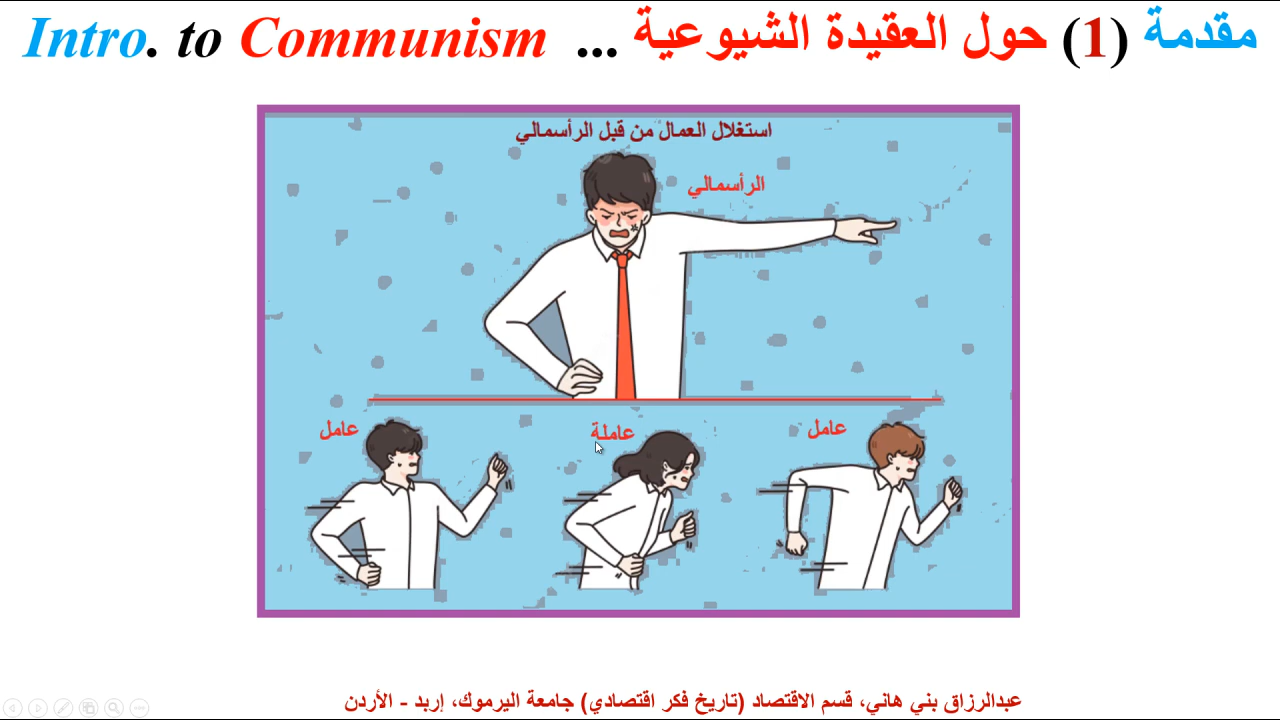 مقدمة (1) حول العقيدة الشيوعية ... Intro. to Communism
استغلال العمال من قبل الرأسمالي
الرأسمالي
عامل
عاملة
عامل
عبدالرزاق بني هاني، قسم الاقتصاد (تاريخ فكر اقتصادي) جامعة اليرموك، إربد - الأردن